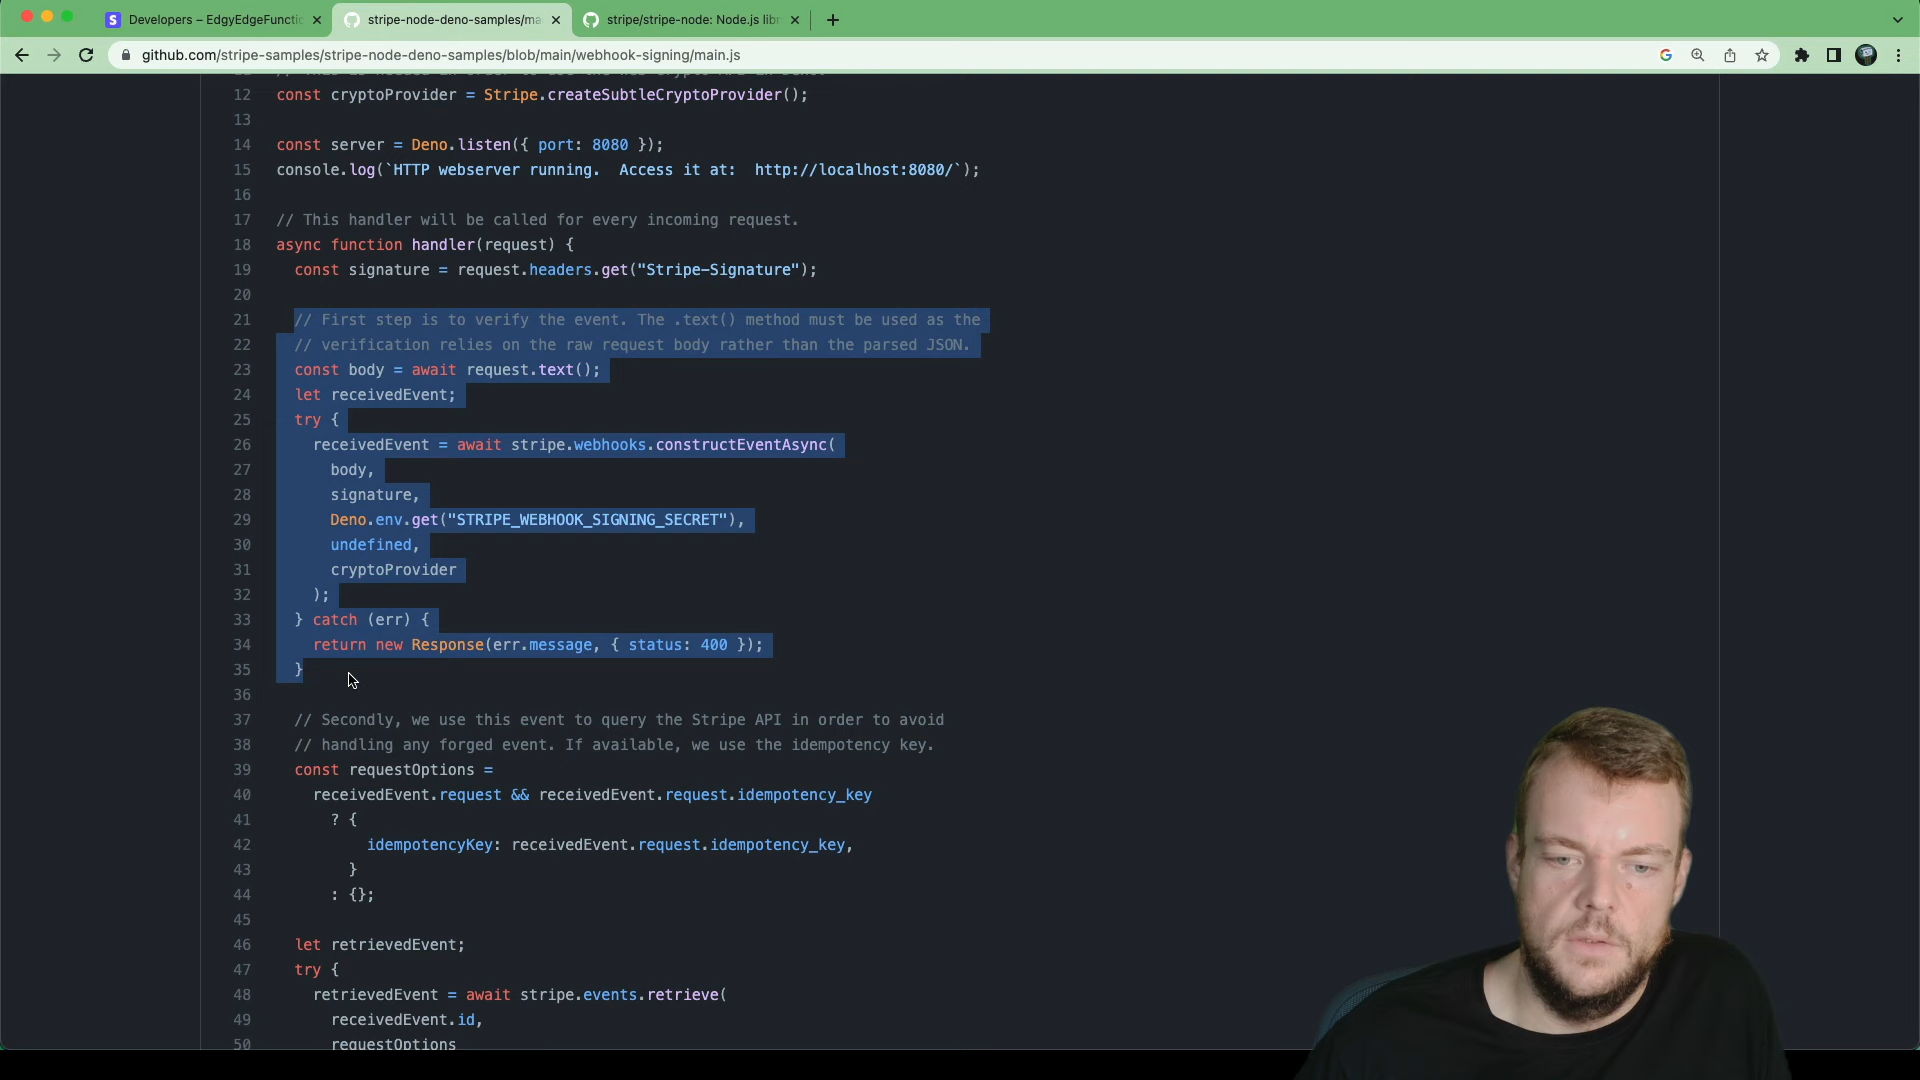 Developers – EdgyEdgeFunctio
stripe-node-deno-samples/ma
stripe/stripe-node: Node.js lib
github.com/stripe-samples/stripe-node-deno-samples/blob/main/webhook-signing/main.js
12 const cryptoProvider = Stripe.createSubtleCryptoProvider();
13
14 const server = Deno.listen({ port: 8080 });
15 console.log(`HTTP webserver running.  Access it at:  http://localhost:8080/`);
16
17 // This handler will be called for every incoming request.
18 async function handler(request) {
19 const signature = request.headers.get("Stripe-Signature");
20
21 // First step is to verify the event. The .text() method must be used as the
22 // verification relies on the raw request body rather than the parsed JSON.
23 const body = await request.text();
24 let receivedEvent;
25 try {
26 receivedEvent = await stripe.webhooks.constructEventAsync(
27 body,
28 signature,
29 Deno.env.get("STRIPE_WEBHOOK_SIGNING_SECRET"),
30 undefined,
31 cryptoProvider
32 );
33 } catch (err) {
34 return new Response(err.message, { status: 400 });
35 }
36
37 // Secondly, we use this event to query the Stripe API in order to avoid
38 // handling any forged event. If available, we use the idempotency key.
39 const requestOptions =
40 receivedEvent.request && receivedEvent.request.idempotency_key
41 ? {
42 idempotencyKey: receivedEvent.request.idempotency_key,
43 }
44 : {};
45
46 let retrievedEvent;
47 try {
48 retrievedEvent = await stripe.events.retrieve(
49 receivedEvent.id,
50 requestOptions